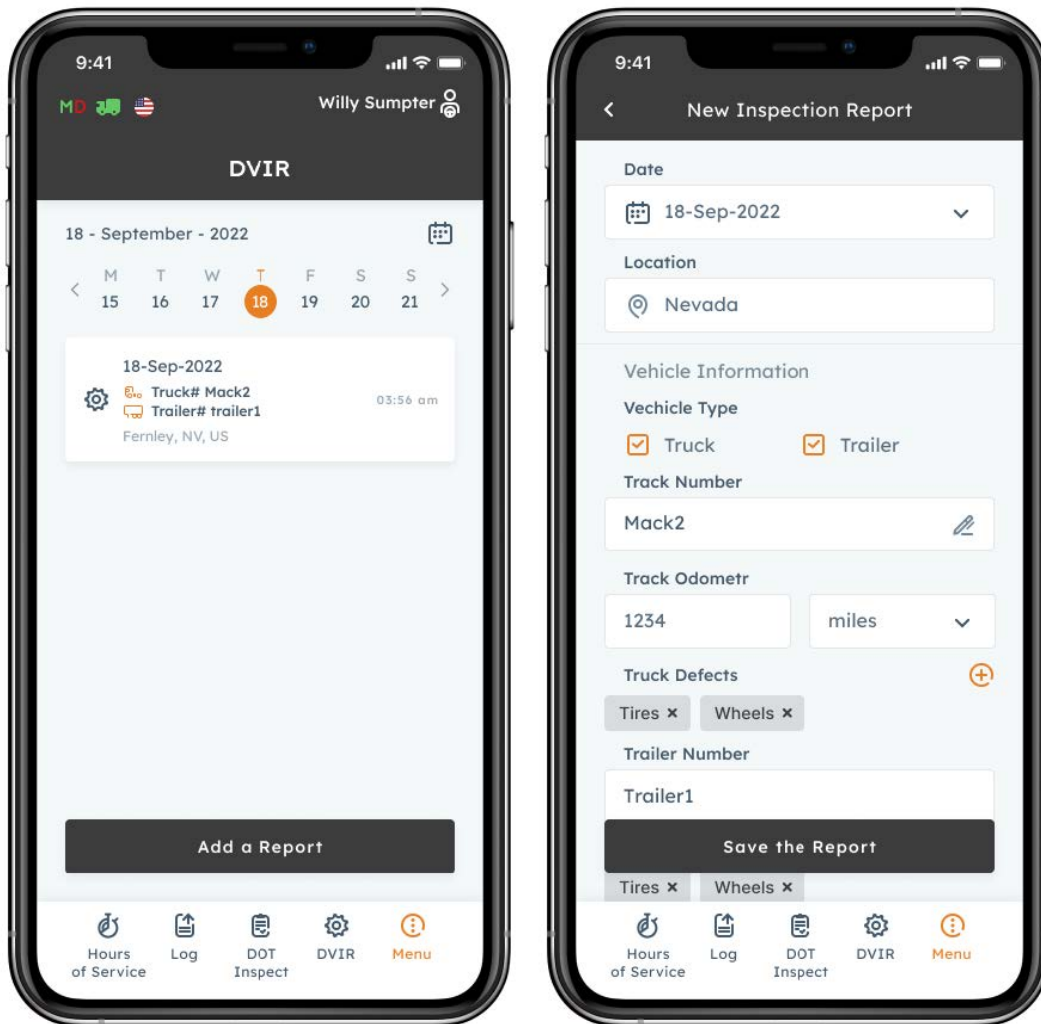 9:41
MD
Willy Sumpter
DVIR
18 - September - 2022
M T W T F S S
15 16 17 18 19 20 21
18-Sep-2022
Truck# Mack2
Trailer# trailer1
03:56 am
Fernley, NV, US
Add a Report
Hours of Service
Log
DOT Inspect
DVIR
Menu
9:41
New Inspection Report
Date
18-Sep-2022
Location
Nevada
Vehicle Information
Vechicle Type
Truck Trailer
Track Number
Mack2
Track Odometr
1234 miles
Truck Defects
Tires × Wheels ×
Trailer Number
Trailer1
Save the Report
Tires × Wheels ×
Hours of Service
Log
DOT Inspect
DVIR
Menu